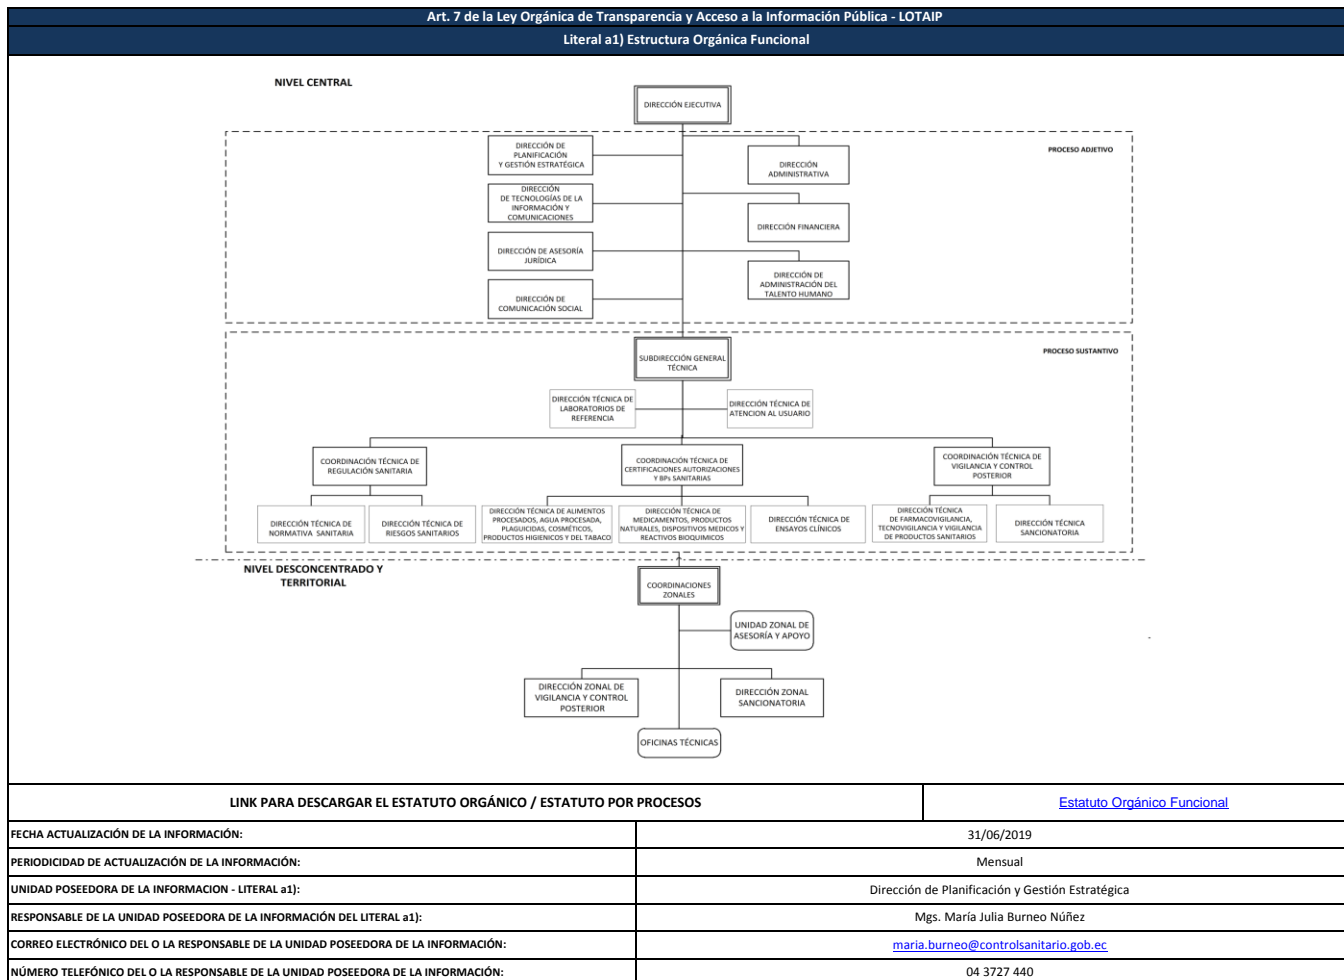 Art. 7 de la Ley Orgánica de Transparencia y Acceso a la Información Pública - LOTAIP
Literal a1) Estructura Orgánica Funcional
NIVEL CENTRAL
DIRECCIÓN EJECUTIVA
PROCESO ADJETIVO
DIRECCIÓN DE
PLANIFICACIÓN
Y GESTIÓN ESTRATÉGICA
DIRECCIÓN
ADMINISTRATIVA
DIRECCIÓN
DE TECNOLOGÍAS DE LA
INFORMACIÓN Y
COMUNICACIONES
DIRECCIÓN FINANCIERA
DIRECCIÓN DE ASESORÍA
JURÍDICA
DIRECCIÓN DE
ADMINISTRACIÓN DEL
TALENTO HUMANO
DIRECCIÓN DE
COMUNICACIÓN SOCIAL
PROCESO SUSTANTIVO
SUBDIRECCIÓN GENERAL
TÉCNICA
DIRECCIÓN TÉCNICA DE
LABORATORIOS DE
REFERENCIA
DIRECCIÓN TÉCNICA DE
ATENCION AL USUARIO
COORDINACIÓN TÉCNICA DE
REGULACIÓN SANITARIA
COORDINACIÓN TÉCNICA DE
CERTIFICACIONES AUTORIZACIONES
Y BPs SANITARIAS
COORDINACIÓN TÉCNICA DE
VIGILANCIA Y CONTROL
POSTERIOR
DIRECCIÓN TÉCNICA DE
NORMATIVA SANITARIA
DIRECCIÓN TÉCNICA DE
RIESGOS SANITARIOS
DIRECCIÓN TÉCNICA DE ALIMENTOS
PROCESADOS, AGUA PROCESADA,
PLAGUICIDAS, COSMÉTICOS,
PRODUCTOS HIGIENICOS Y DEL TABACO
DIRECCIÓN TÉCNICA DE
MEDICAMENTOS, PRODUCTOS
NATURALES, DISPOSITIVOS MEDICOS Y
REACTIVOS BIOQUIMICOS
DIRECCIÓN TÉCNICA DE
ENSAYOS CLÍNICOS
DIRECCIÓN TÉCNICA
DE FARMACOVIGILANCIA,
TECNOVIGILANCIA Y VIGILANCIA
DE PRODUCTOS SANITARIOS
DIRECCIÓN TÉCNICA
SANCIONATORIA
NIVEL DESCONCENTRADO Y
TERRITORIAL
COORDINACIONES
ZONALES
UNIDAD ZONAL DE
ASESORÍA Y APOYO
DIRECCIÓN ZONAL DE
VIGILANCIA Y CONTROL
POSTERIOR
DIRECCIÓN ZONAL
SANCIONATORIA
OFICINAS TÉCNICAS
LINK PARA DESCARGAR EL ESTATUTO ORGÁNICO / ESTATUTO POR PROCESOS Estatuto Orgánico Funcional
FECHA ACTUALIZACIÓN DE LA INFORMACIÓN: 31/06/2019
PERIODICIDAD DE ACTUALIZACIÓN DE LA INFORMACIÓN: Mensual
UNIDAD POSEEDORA DE LA INFORMACION - LITERAL a1): Dirección de Planificación y Gestión Estratégica
RESPONSABLE DE LA UNIDAD POSEEDORA DE LA INFORMACIÓN DEL LITERAL a1): Mgs. María Julia Burneo Núñez
CORREO ELECTRÓNICO DEL O LA RESPONSABLE DE LA UNIDAD POSEEDORA DE LA INFORMACIÓN: maria.burneo@controlsanitario.gob.ec
NÚMERO TELEFÓNICO DEL O LA RESPONSABLE DE LA UNIDAD POSEEDORA DE LA INFORMACIÓN: 04 3727 440